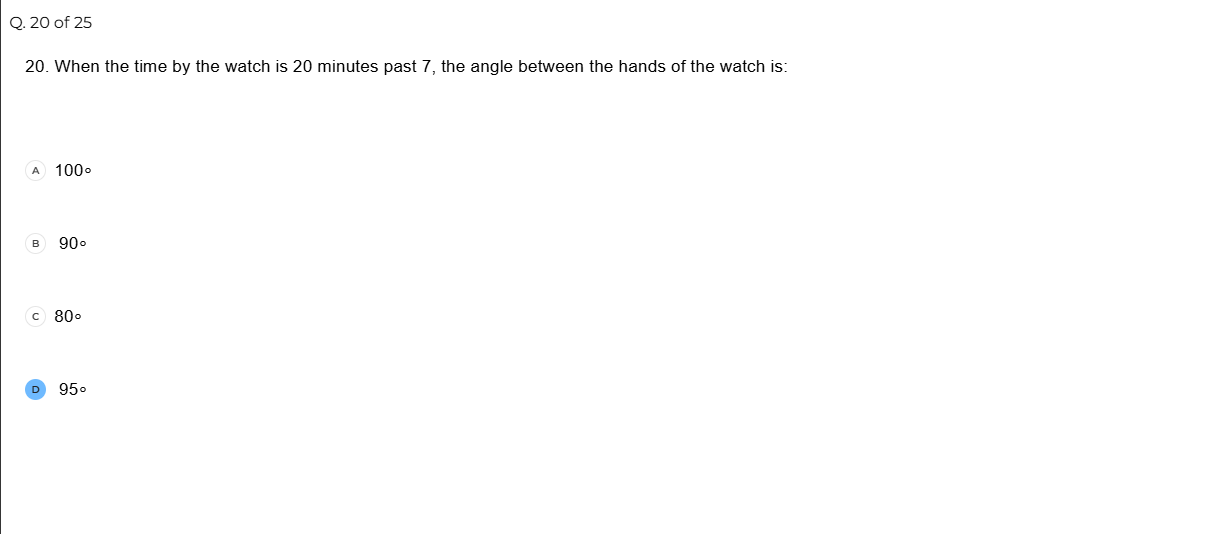 Q. 20 of 25
20. When the time by the watch is 20 minutes past 7, the angle between the hands of the watch is:
A 100∘
B 90∘
C 80∘
D 95∘